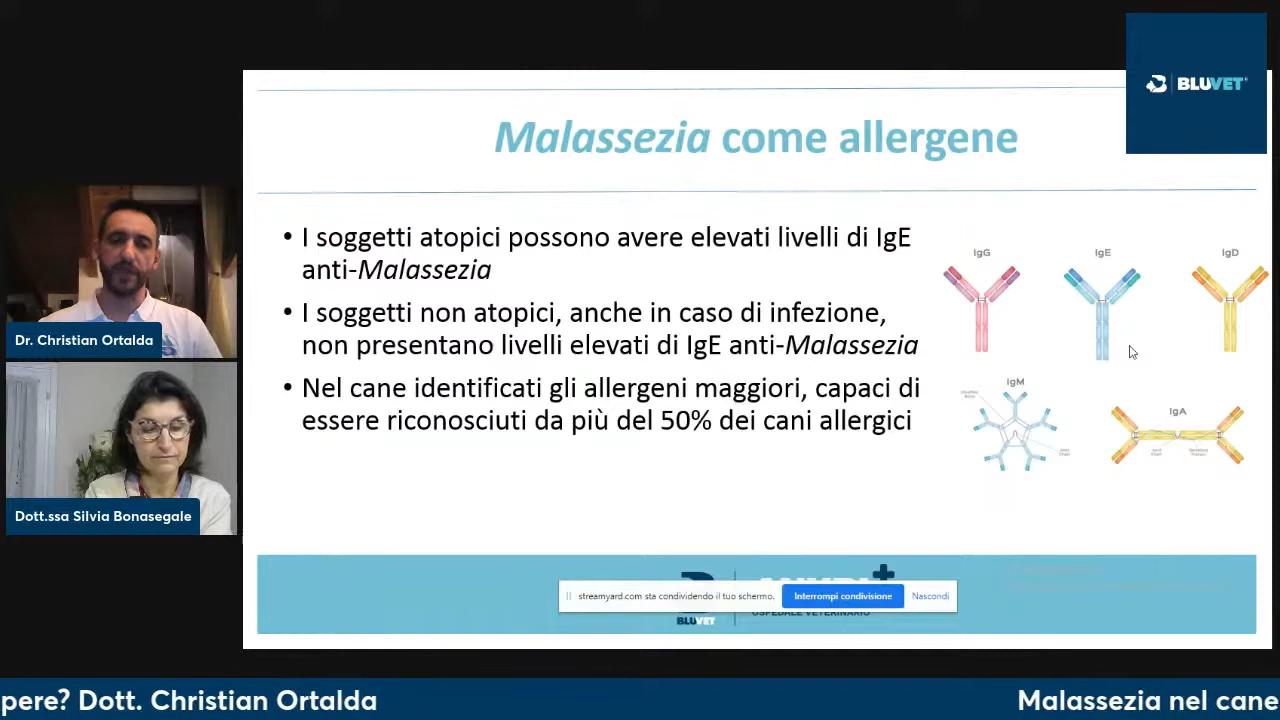 BLUVET
Malassezia come allergene
• I soggetti atopici possono avere elevati livelli di IgE
anti-Malassezia
• I soggetti non atopici, anche in caso di infezione,
non presentano livelli elevati di IgE anti-Malassezia
• Nel cane identificati gli allergeni maggiori, capaci di
essere riconosciuti da più del 50% dei cani allergici
IgG
IgE
IgD
IgM
IgA
Dr. Christian Ortalda
Dott.ssa Silvia Bonasegale
streamyard.com sta condividendo il tuo schermo.
Interrompi condivisione
Nascondi
BLUVET
OSPEDALE VETERINARIO
pere? Dott. Christian Ortalda
Malassezia nel cane